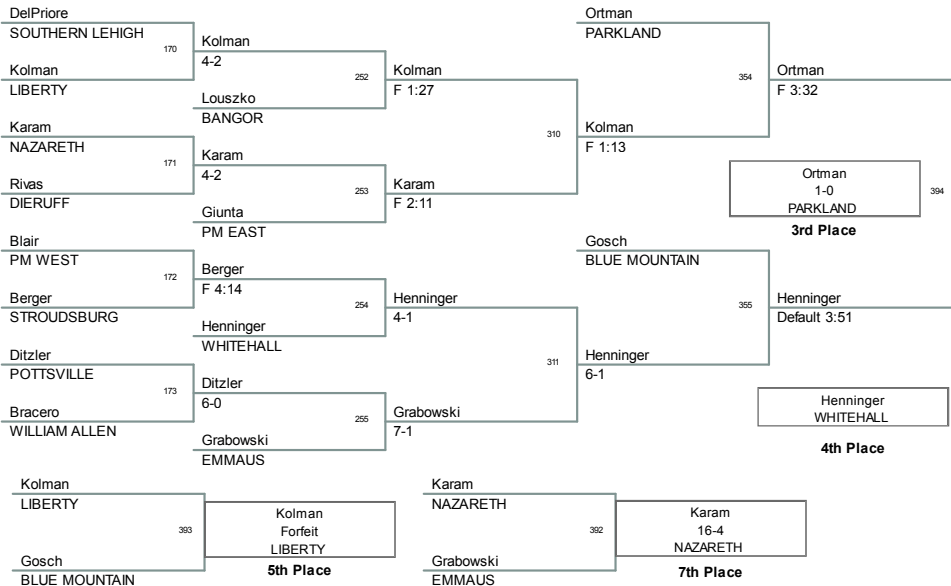 DelPriore
SOUTHERN LEHIGH
170
Kolman
LIBERTY
Kolman
4-2
252
Louszko
BANGOR
Kolman
F 1:27
Karam
NAZARETH
171
Rivas
DIERUFF
Karam
4-2
253
Giunta
PM EAST
Karam
F 2:11
310
Kolman
F 1:13
Ortman
PARKLAND
354
Ortman
F 3:32
Ortman
1-0
PARKLAND
394
3rd Place
Blair
PM WEST
172
Berger
STROUDSBURG
Berger
F 4:14
254
Henninger
WHITEHALL
Henninger
4-1
Ditzler
POTTSVILLE
173
Bracero
WILLIAM ALLEN
Ditzler
6-0
255
Grabowski
EMMAUS
Grabowski
7-1
311
Henninger
6-1
Gosch
BLUE MOUNTAIN
355
Henninger
Default 3:51
Henninger
WHITEHALL
4th Place
Kolman
LIBERTY
393
Gosch
BLUE MOUNTAIN
Kolman
Forfeit
LIBERTY
5th Place
Karam
NAZARETH
392
Grabowski
EMMAUS
Karam
16-4
NAZARETH
7th Place